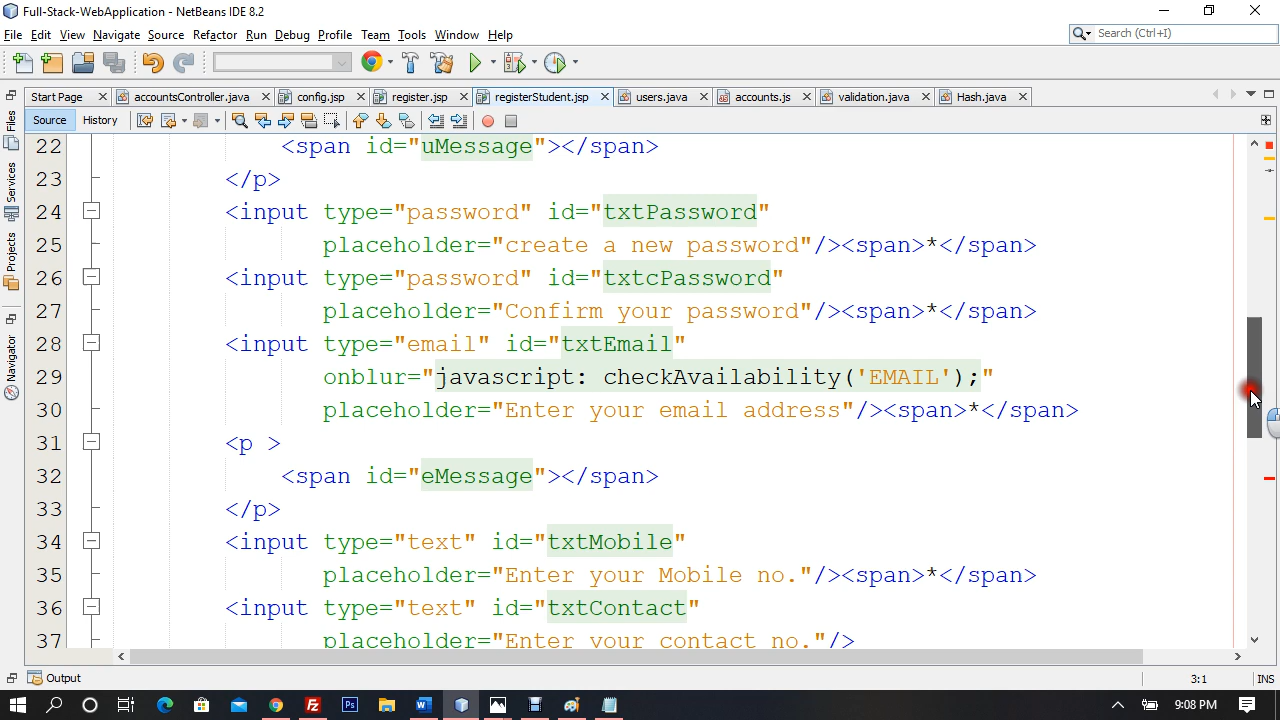 Full-Stack-WebApplication - NetBeans IDE 8.2
File Edit View Navigate Source Refactor Run Debug Profile Team Tools Window Help
Search (Ctrl+I)
Start Page accountsController.java config.jsp register.jsp registerStudent.jsp users.java accounts.js validation.java Hash.java
Source History
Files
Services
Projects
Navigator
22 <span id="uMessage"></span>
23 </p>
24 <input type="password" id="txtPassword"
25 placeholder="create a new password"/><span>*</span>
26 <input type="password" id="txtcPassword"
27 placeholder="Confirm your password"/><span>*</span>
28 <input type="email" id="txtEmail"
29 onblur="javascript: checkAvailability('EMAIL');"
30 placeholder="Enter your email address"/><span>*</span>
31 <p >
32 <span id="eMessage"></span>
33 </p>
34 <input type="text" id="txtMobile"
35 placeholder="Enter your Mobile no."/><span>*</span>
36 <input type="text" id="txtContact"
37 placeholder="Enter your contact no."/>
Output
3:1 INS
9:08 PM